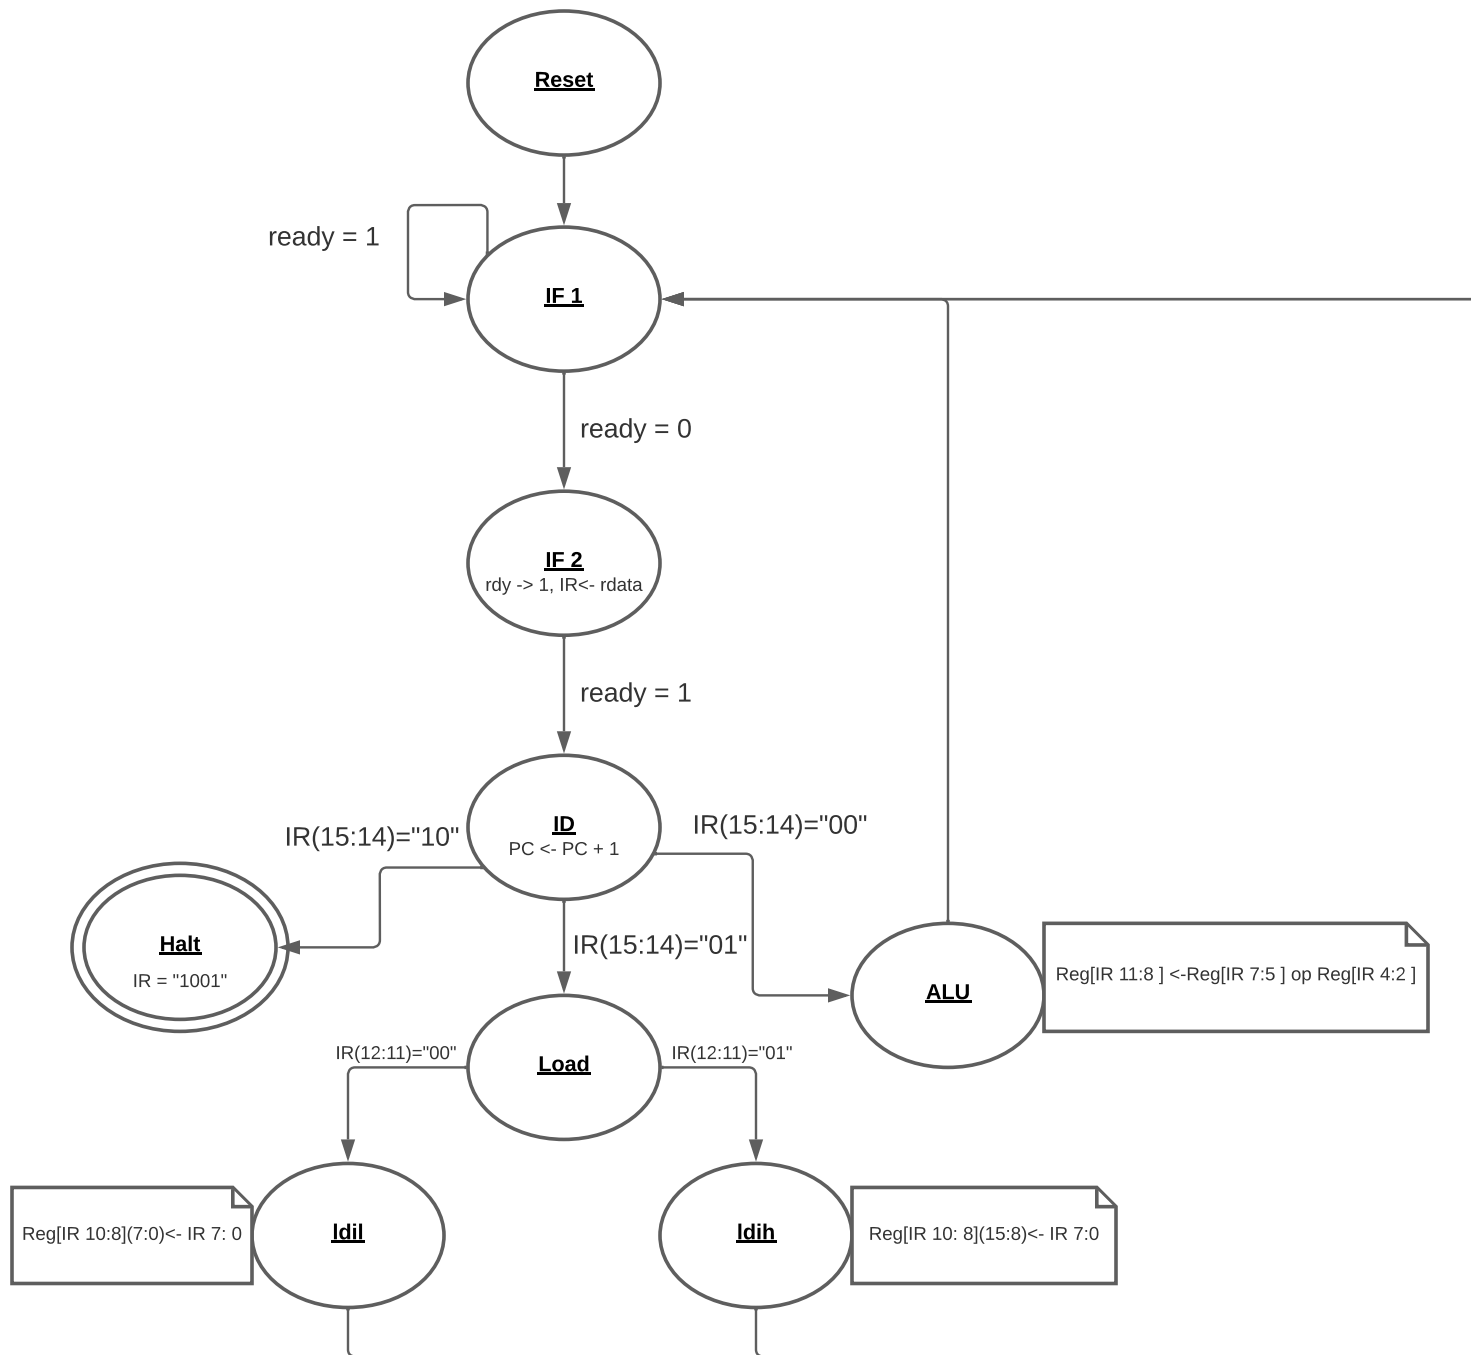 Reset
ready = 1
IF 1
ready = 0
IF 2
rdy -> 1, IR<- rdata
ready = 1
ID
PC <- PC + 1
IR(15:14)="10"
IR(15:14)="00"
Halt
IR = "1001"
IR(15:14)="01"
ALU
Reg[IR 11:8 ] <-Reg[IR 7:5 ] op Reg[IR 4:2 ]
IR(12:11)="00"
Load
IR(12:11)="01"
Reg[IR 10:8](7:0)<- IR 7: 0
ldil
ldih
Reg[IR 10: 8](15:8)<- IR 7:0